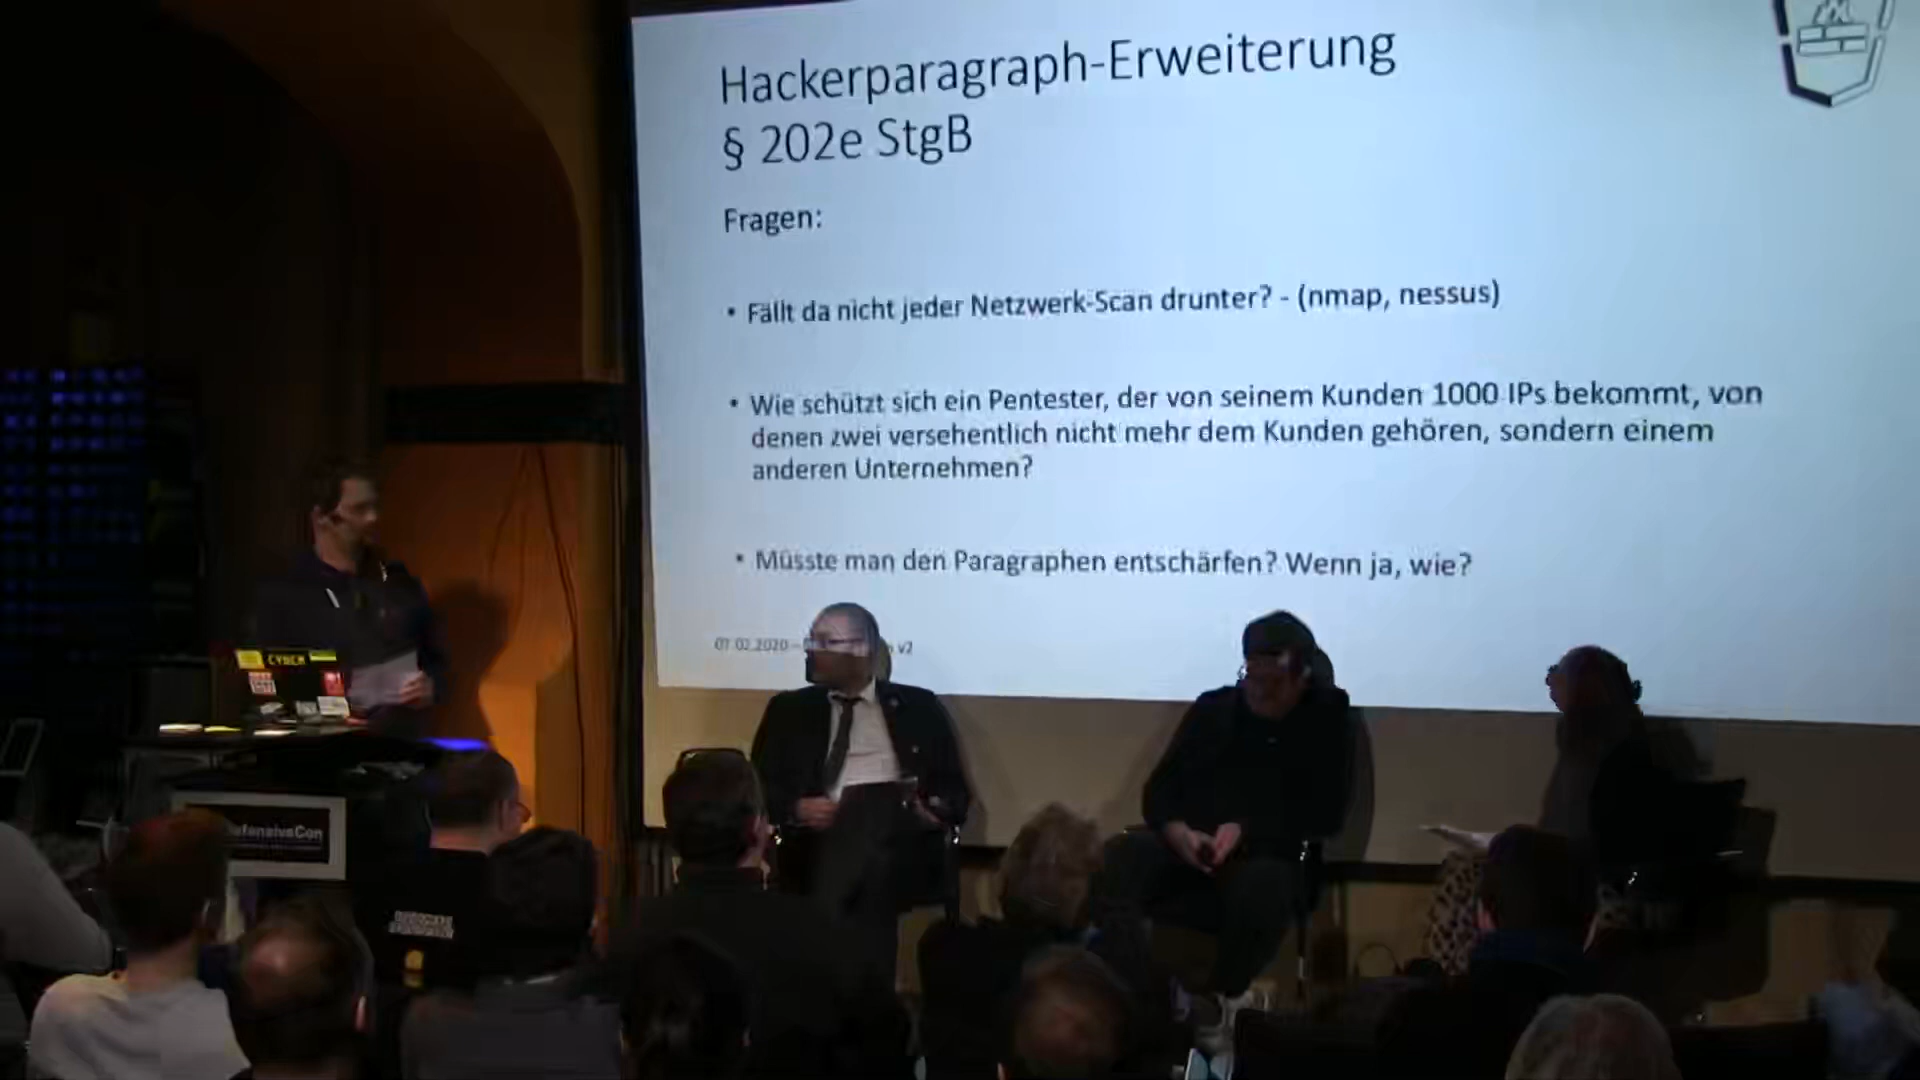 Hackerparagraph-Erweiterung
§ 202e StgB
Fragen:
• Fällt da nicht jeder Netzwerk-Scan drunter? - (nmap, nessus)
• Wie schützt sich ein Pentester, der von seinem Kunden 1000 IPs bekommt, von
denen zwei versehentlich nicht mehr dem Kunden gehören, sondern einem
anderen Unternehmen?
• Müsste man den Paragraphen entschärfen? Wenn ja, wie?
07.02.2020 – v2
CYBER
efensiveCon